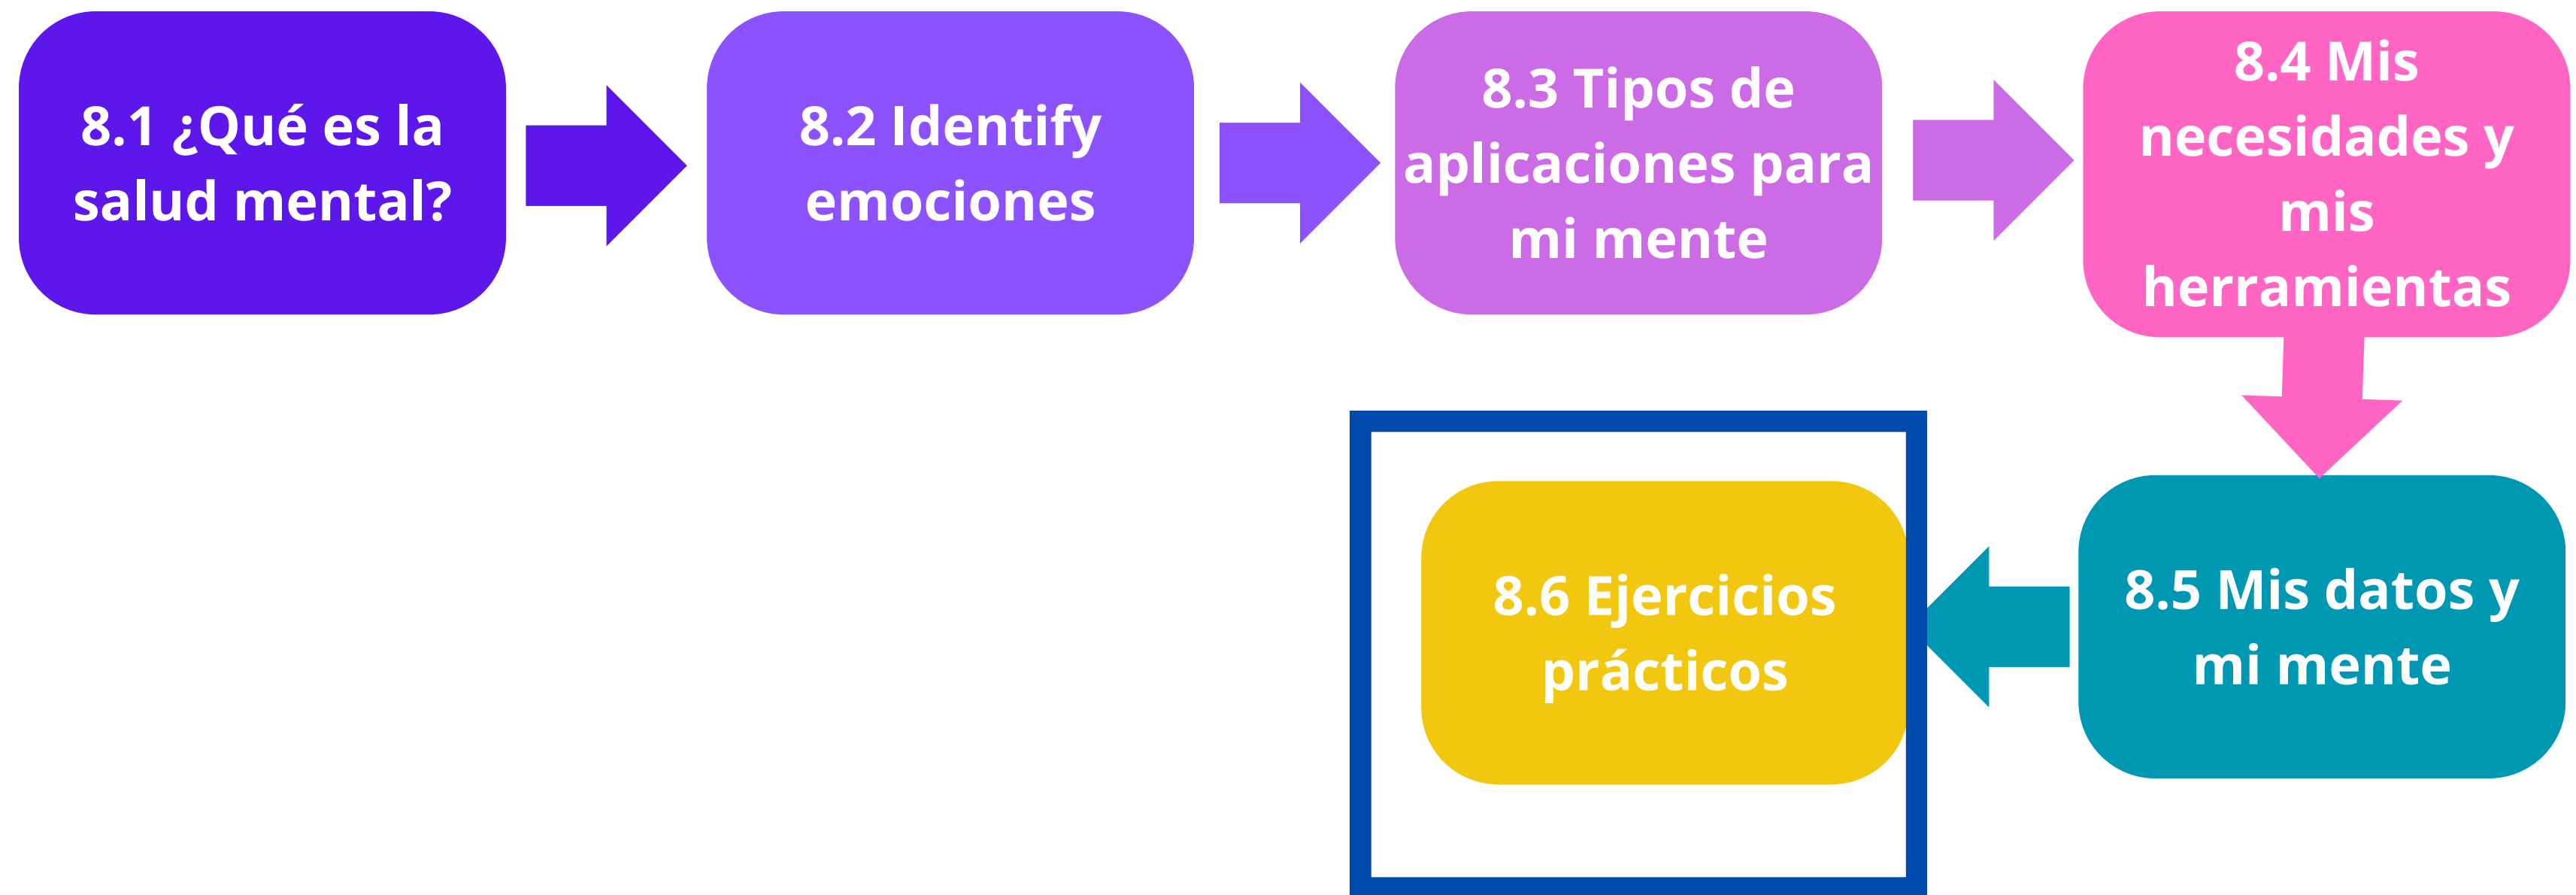 8.1 ¿Qué es la
salud mental?
8.2 Identify
emociones
8.3 Tipos de
aplicaciones para
mi mente
8.4 Mis
necesidades y
mis
herramientas
8.5 Mis datos y
mi mente
8.6 Ejercicios
prácticos